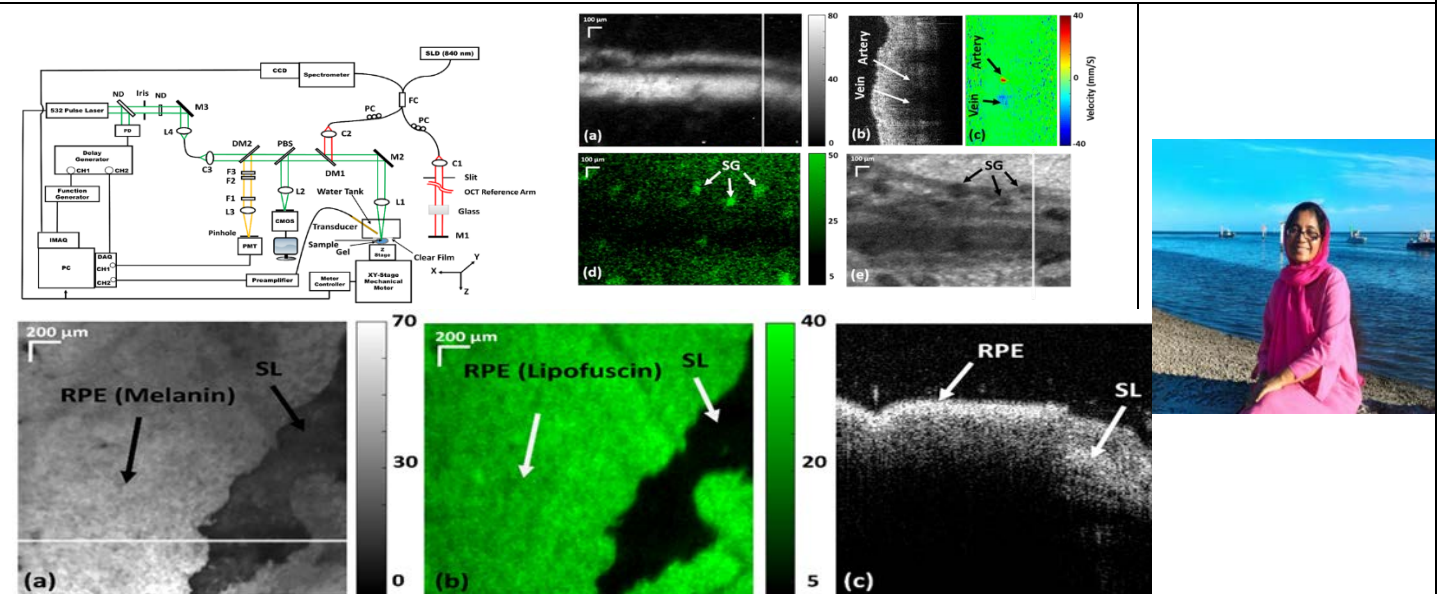 SLD (840 nm)
CCD
Spectrometer
ND
Iris
ND
M3
532 Pulse Laser
FC
PC
PC
L4
C2
Delay
Generator
CH1
CH2
C3
DM2
PBS
DM1
M2
C1
Slit
OCT Reference Arm
Function
Generator
F3
F2
F1
L3
L2
Water Tank
L1
Glass
CMOS
Transducer
M1
Pinhole
PMT
Sample
Gel
Z
Stage
Clear Film
IMAQ
PC
DAQ
CH1
CH2
Preamplifier
Motor
Controller
XY-Stage
Mechanical
Motor
X
Y
Z
100 µm
(a)
80
40
0
Artery
Vein
(b)
Artery
Vein
(c)
40
20
0
-20
-40
Velocity (mm/S)
100 µm
SG
(d)
50
25
5
100 µm
SG
(e)
200 µm
RPE (Melanin)
SL
(a)
70
30
0
200 µm
RPE (Lipofuscin)
SL
(b)
40
20
5
RPE
SL
(c)